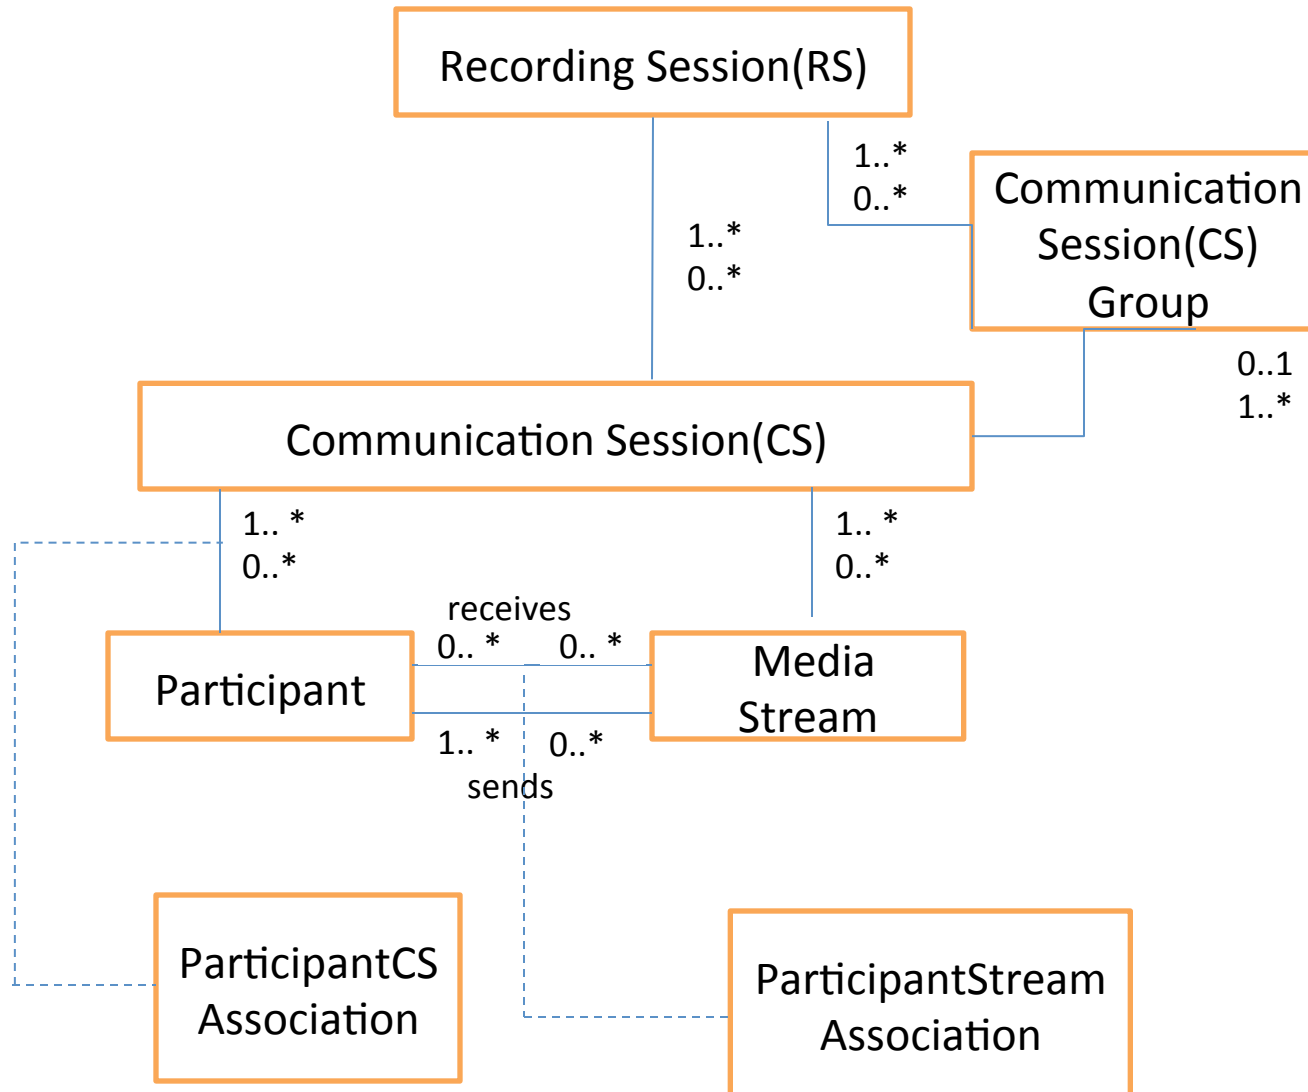 Recording Session(RS)
1..*
0..*
Communication
Session(CS)
Group
1..*
0..*
0..1
1..*
Communication Session(CS)
1.. *
0..*
1.. *
0..*
receives
0.. *
0.. *
Participant
Media
Stream
1.. *
0..*
sends
ParticipantCS
Association
ParticipantStream
Association